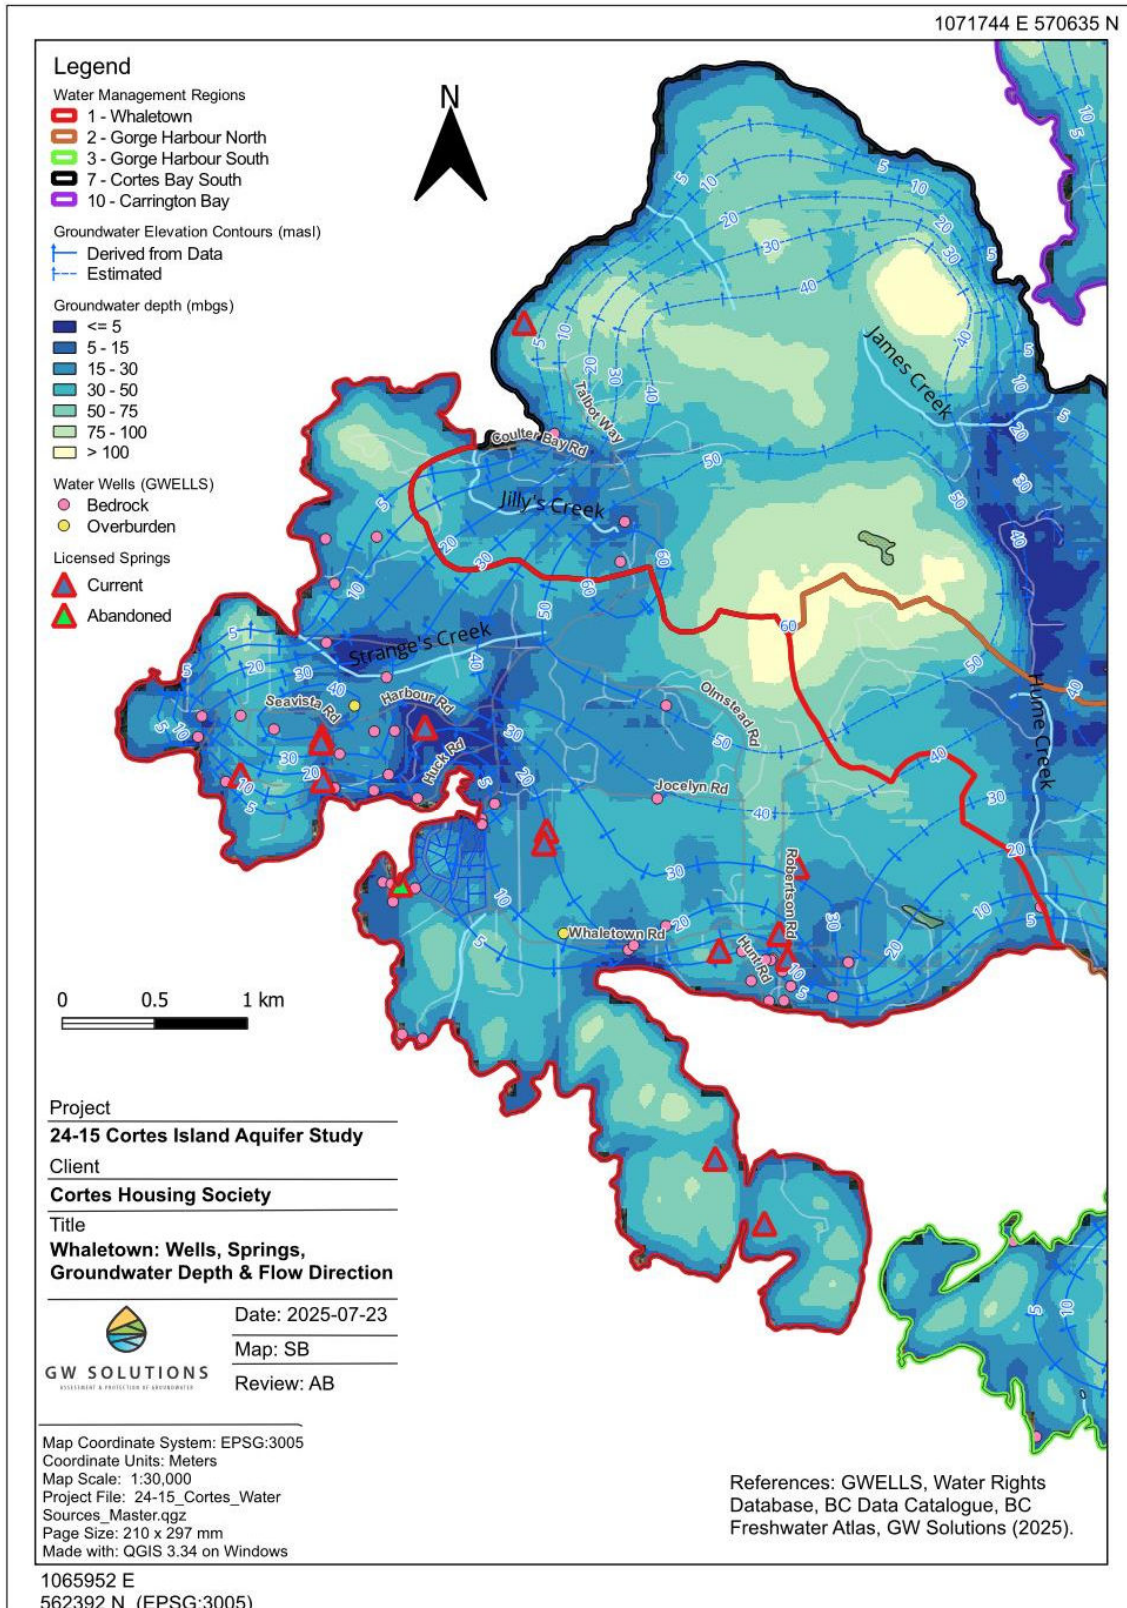 1071744 E 570635 N
Legend
Water Management Regions
1 - Whaletown
2 - Gorge Harbour North
3 - Gorge Harbour South
7 - Cortes Bay South
10 - Carrington Bay
Groundwater Elevation Contours (masl)
Derived from Data
Estimated
Groundwater depth (mbgs)
<= 5
5 - 15
15 - 30
30 - 50
50 - 75
75 - 100
> 100
Water Wells (GWELLS)
Bedrock
Overburden
Licensed Springs
Current
Abandoned
N
James Creek
Talbot Way
Coulter Bay Rd
Jilly's Creek
Strange's Creek
Seavista Rd
Harbour Rd
Huck Rd
Olmstead Rd
Jocelyn Rd
Hume Creek
Robertson Rd
Whaletown Rd
Hunt Rd
0 0.5 1 km
Project
24-15 Cortes Island Aquifer Study
Client
Cortes Housing Society
Title
Whaletown: Wells, Springs,
Groundwater Depth & Flow Direction
Date: 2025-07-23
Map: SB
Review: AB
GW SOLUTIONS
ASSESSMENT & PROTECTION OF GROUNDWATER
Map Coordinate System: EPSG:3005
Coordinate Units: Meters
Map Scale: 1:30,000
Project File: 24-15_Cortes_Water
Sources_Master.qgz
Page Size: 210 x 297 mm
Made with: QGIS 3.34 on Windows
References: GWELLS, Water Rights
Database, BC Data Catalogue, BC
Freshwater Atlas, GW Solutions (2025).
1065952 E
562392 N (EPSG:3005)